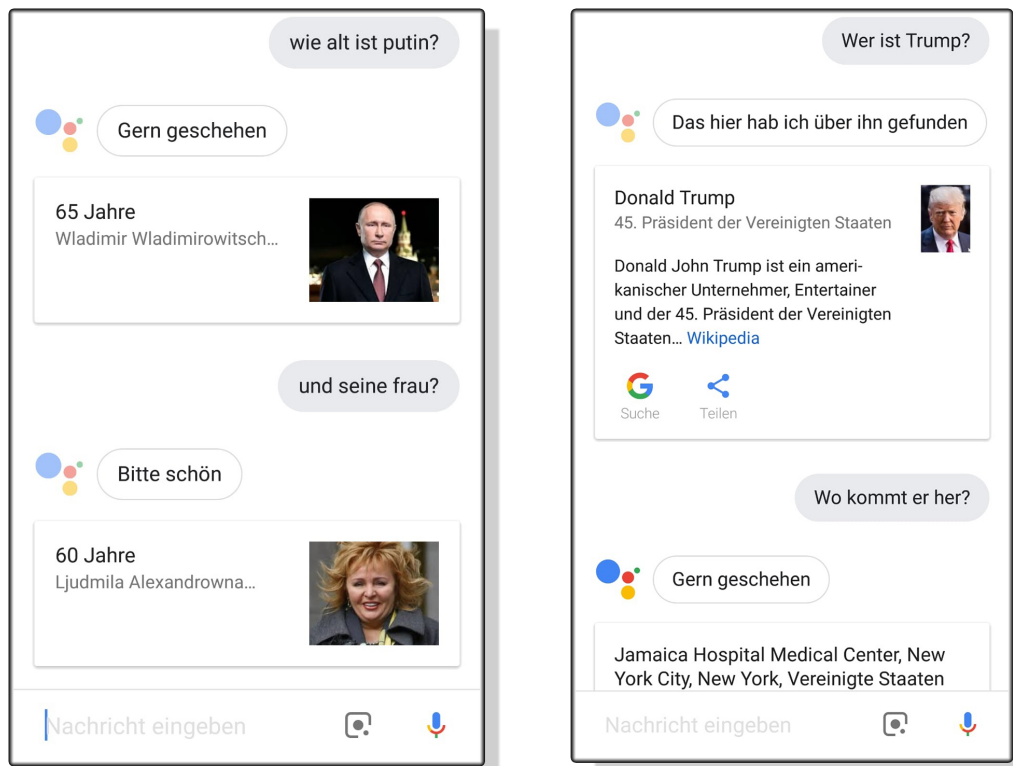 wie alt ist putin?
Gern geschehen
65 Jahre
Wladimir Wladimirowitsch...
und seine frau?
Bitte schön
60 Jahre
Ljudmila Alexandrowna...
Nachricht eingeben
Wer ist Trump?
Das hier hab ich über ihn gefunden
Donald Trump
45. Präsident der Vereinigten Staaten
Donald John Trump ist ein ameri-
kanischer Unternehmer, Entertainer
und der 45. Präsident der Vereinigten
Staaten... Wikipedia
Suche Teilen
Wo kommt er her?
Gern geschehen
Jamaica Hospital Medical Center, New
York City, New York, Vereinigte Staaten
Nachricht eingeben